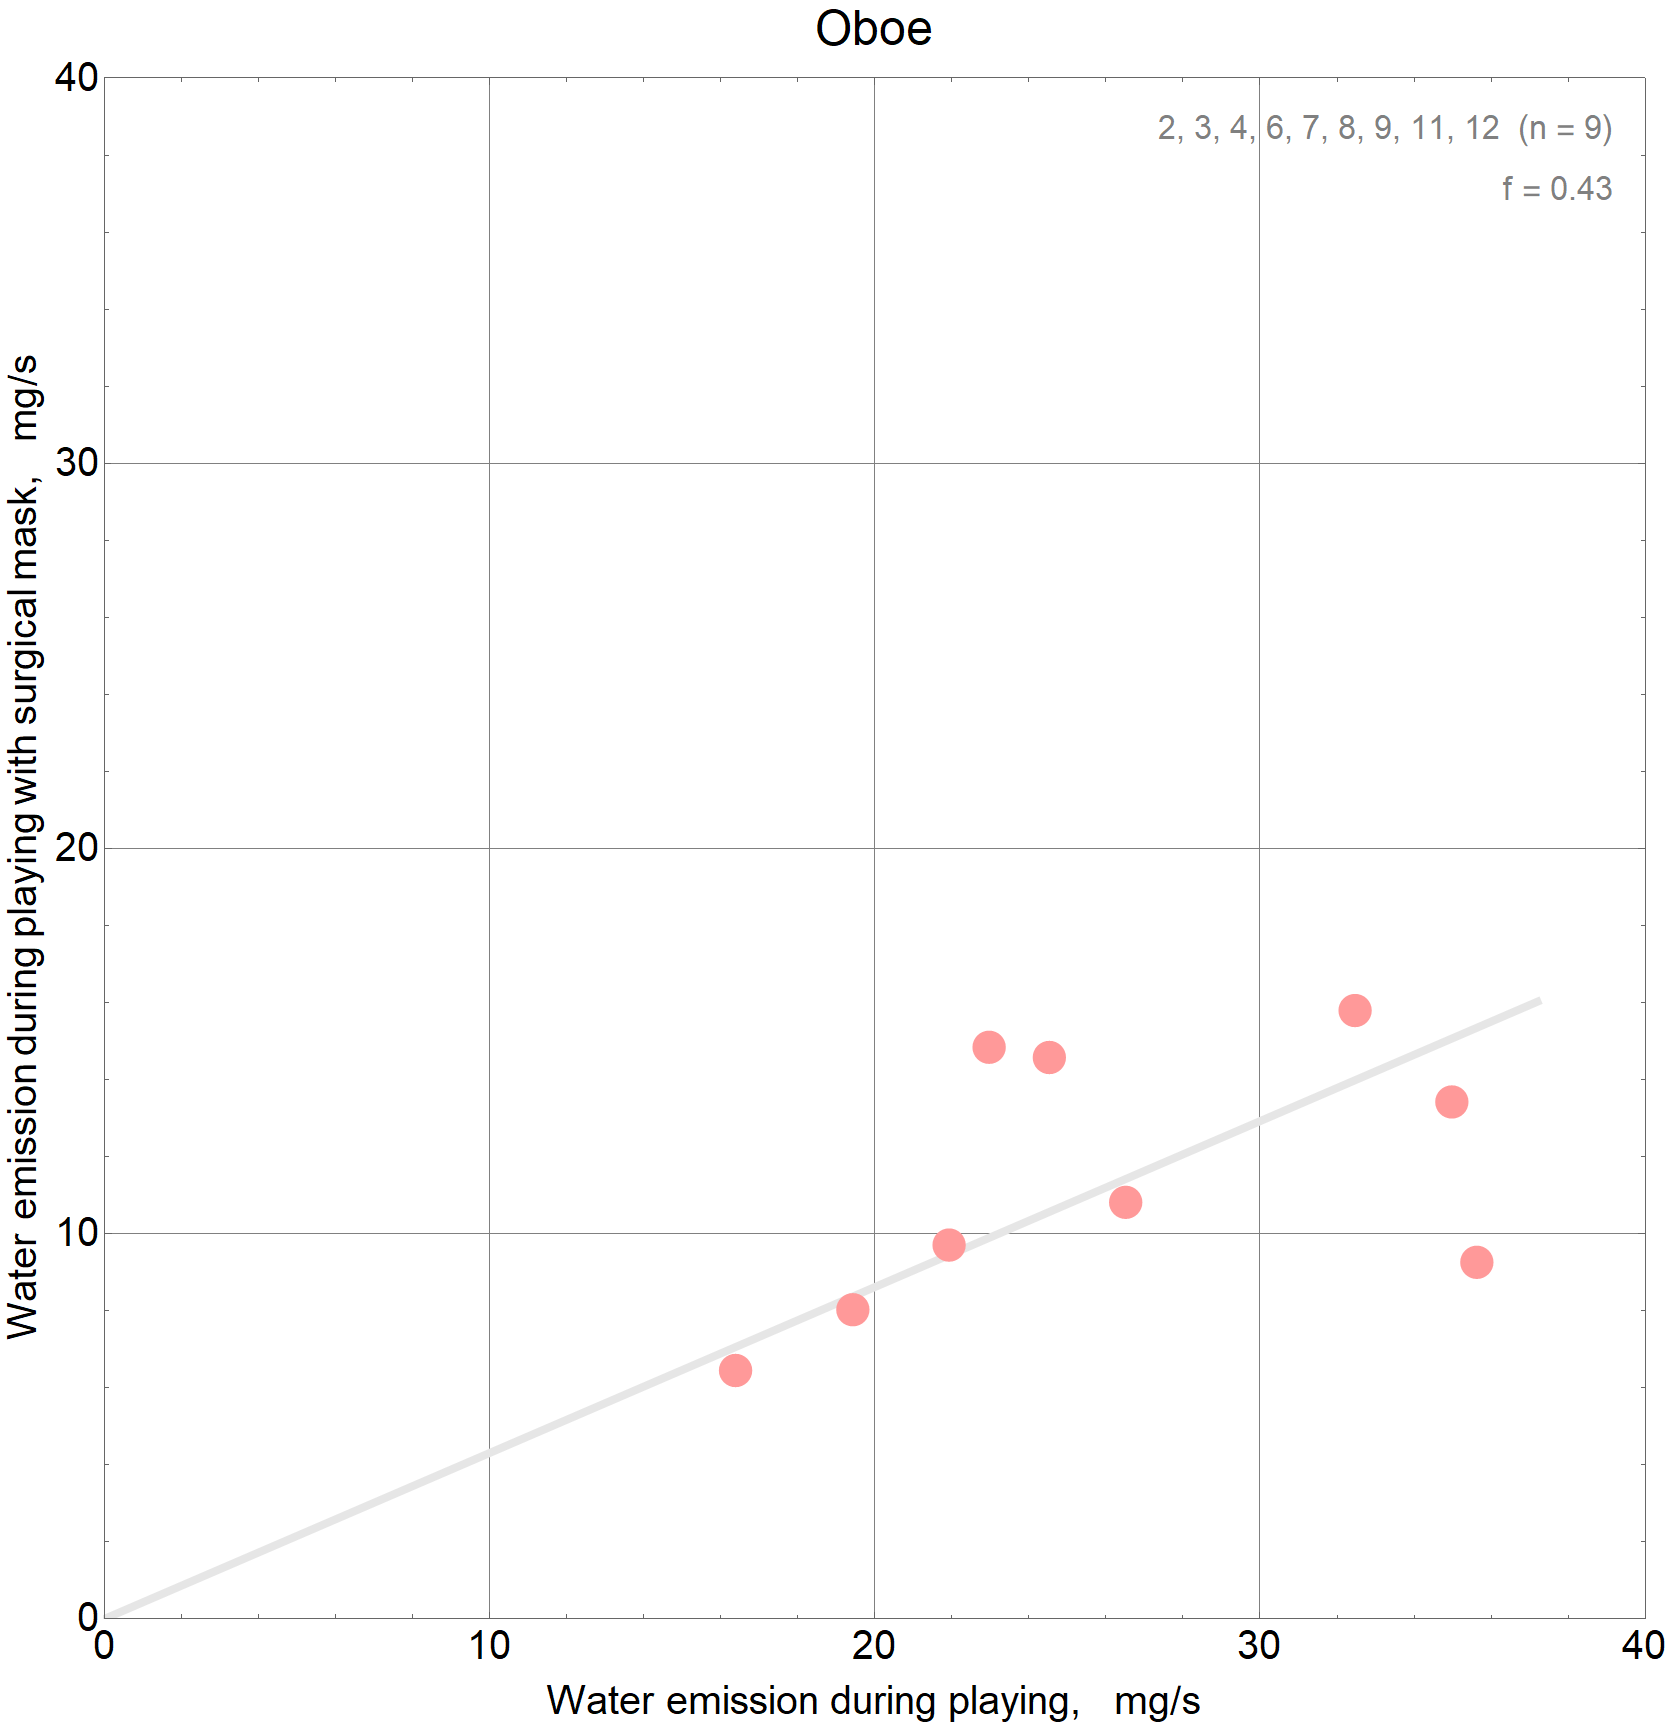 Oboe
40
2, 3, 4, 6, 7, 8, 9, 11, 12 (n = 9)
f = 0.43
Water emission during playing with surgical mask, mg/s
30
20
10
0
0 10 20 30 40
Water emission during playing, mg/s